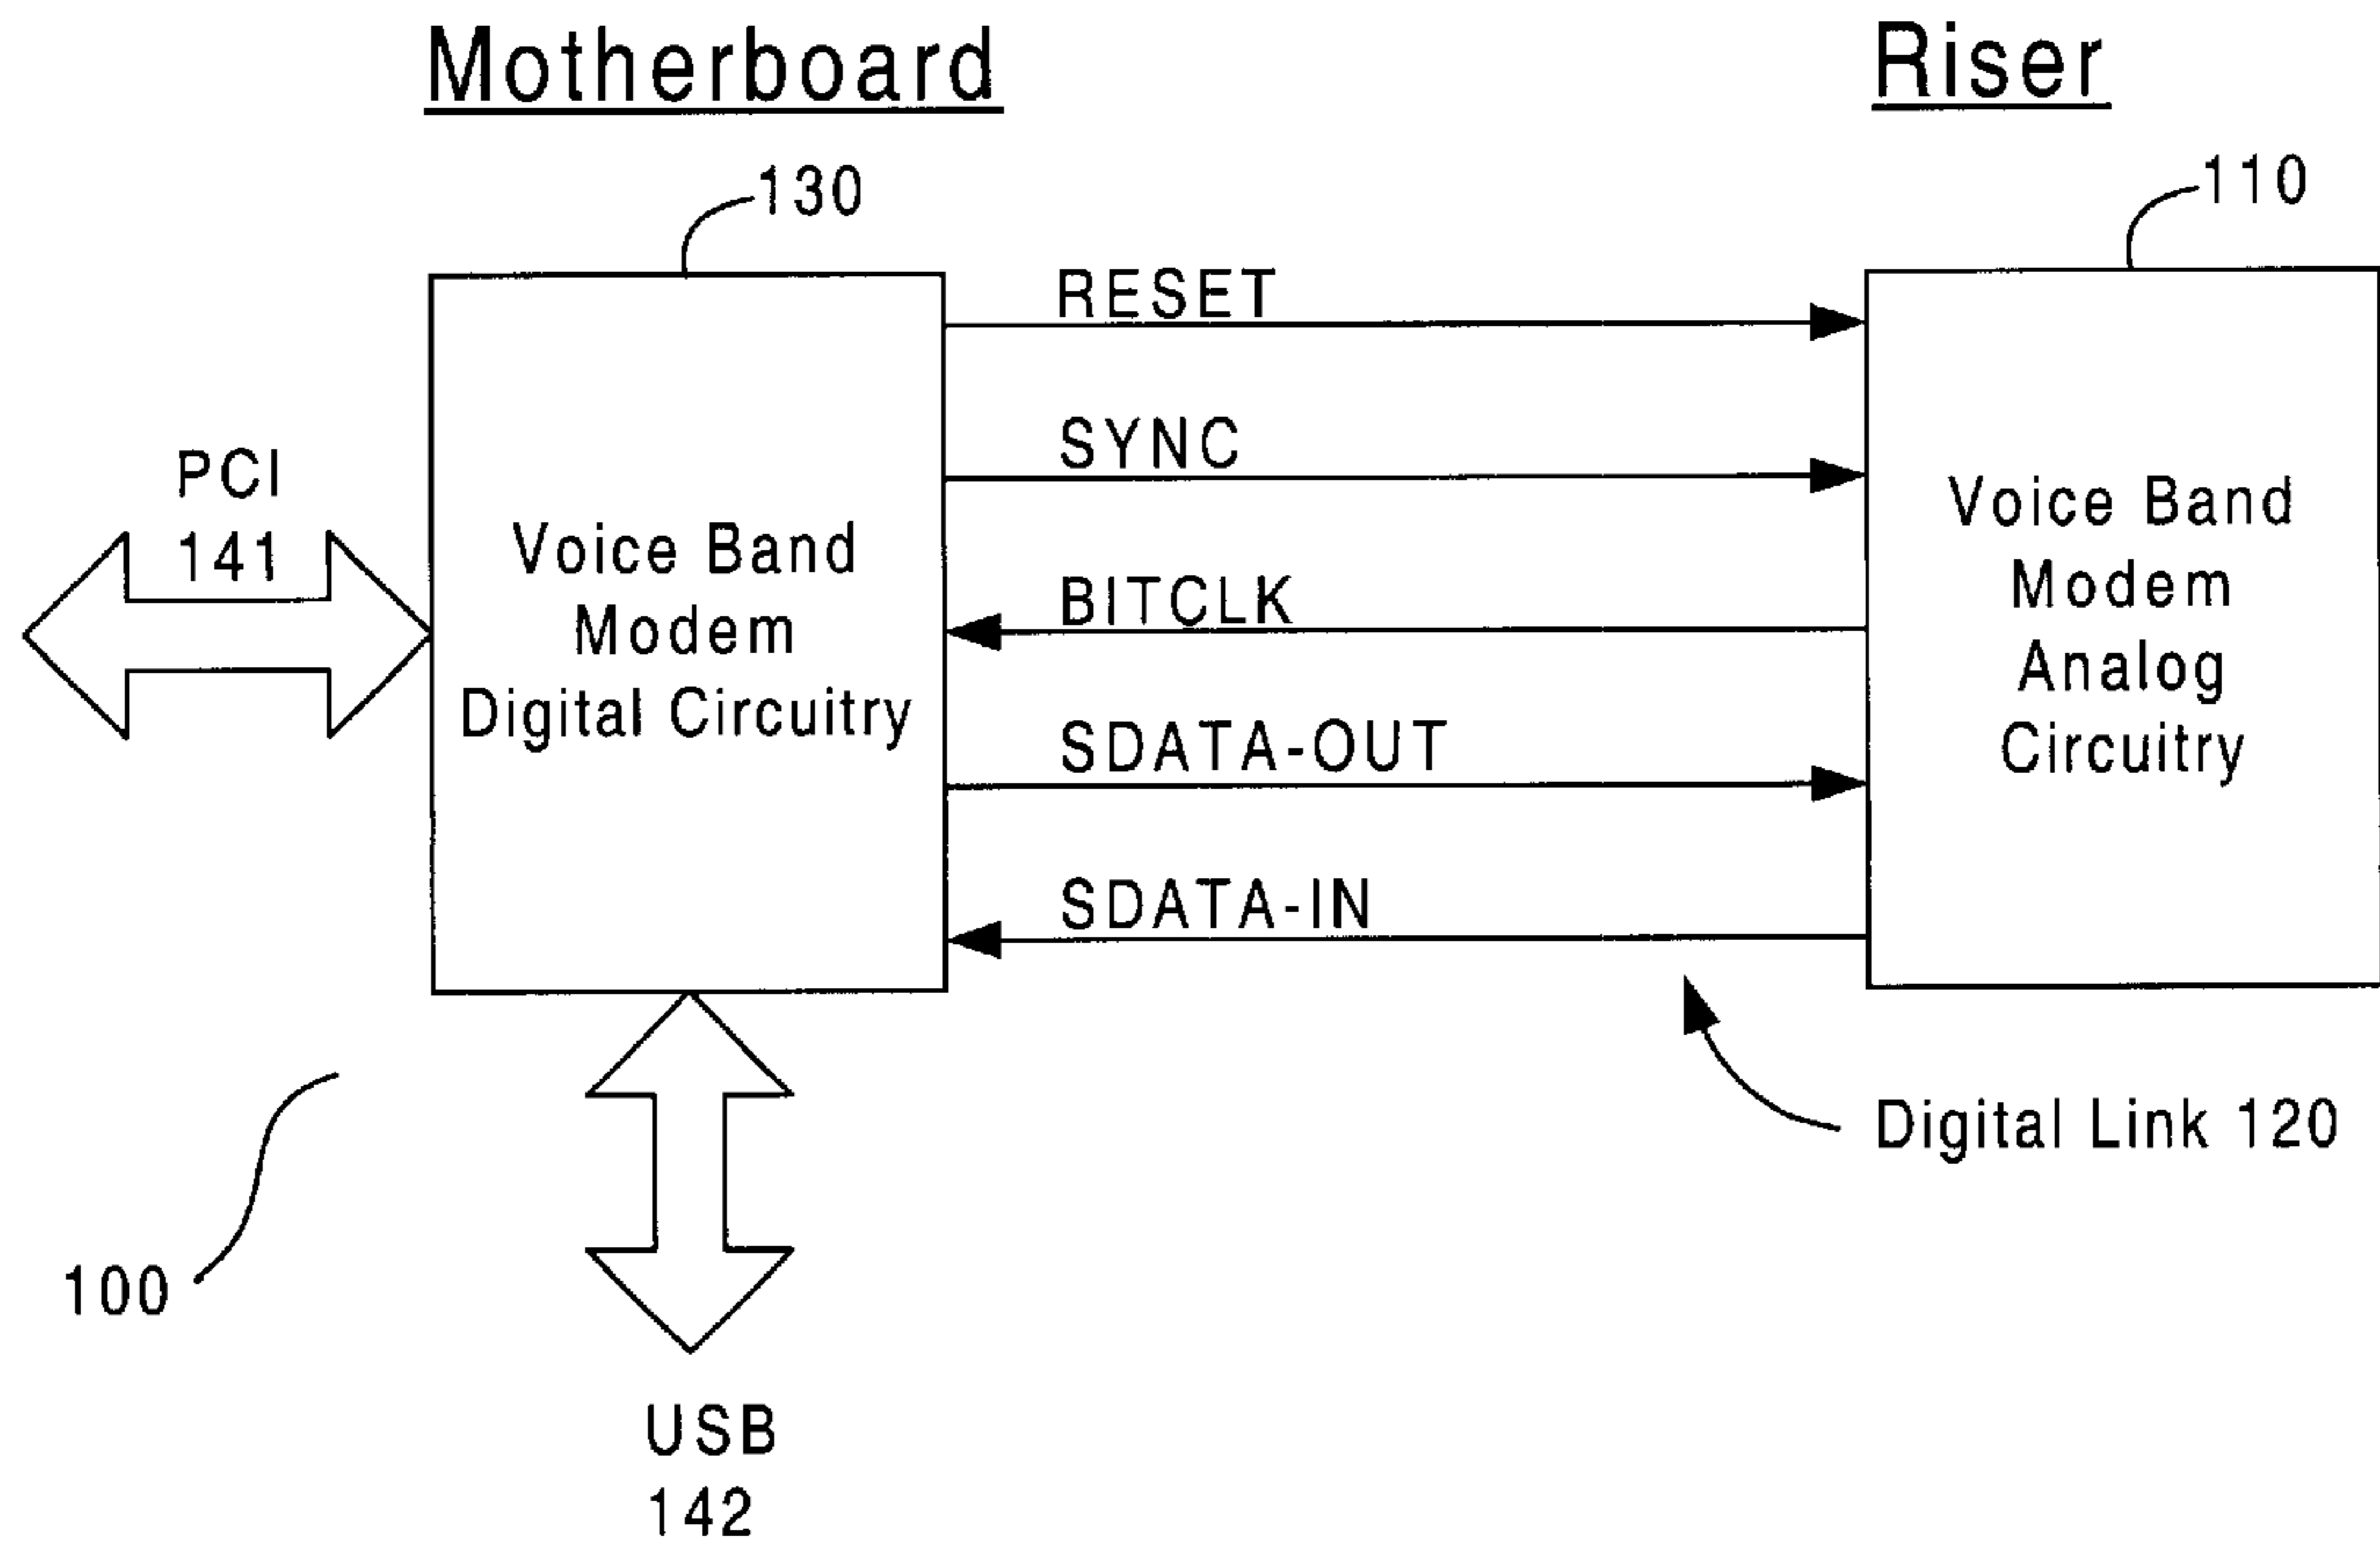 Motherboard
Riser
130
110
RESET
SYNC
PCI
141
BITCLK
Voice Band
Modem
Digital Circuitry
Voice Band
Modem
Analog
Circuitry
SDATA-OUT
SDATA-IN
Digital Link 120
100
USB
142